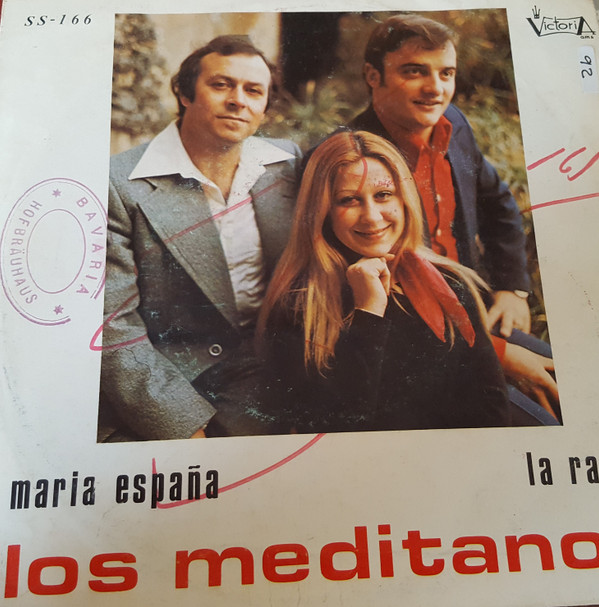 SS-166
Victoria
92
BAVARIA
HOFBRÄUHAUS
maria españa
la ra
los meditano